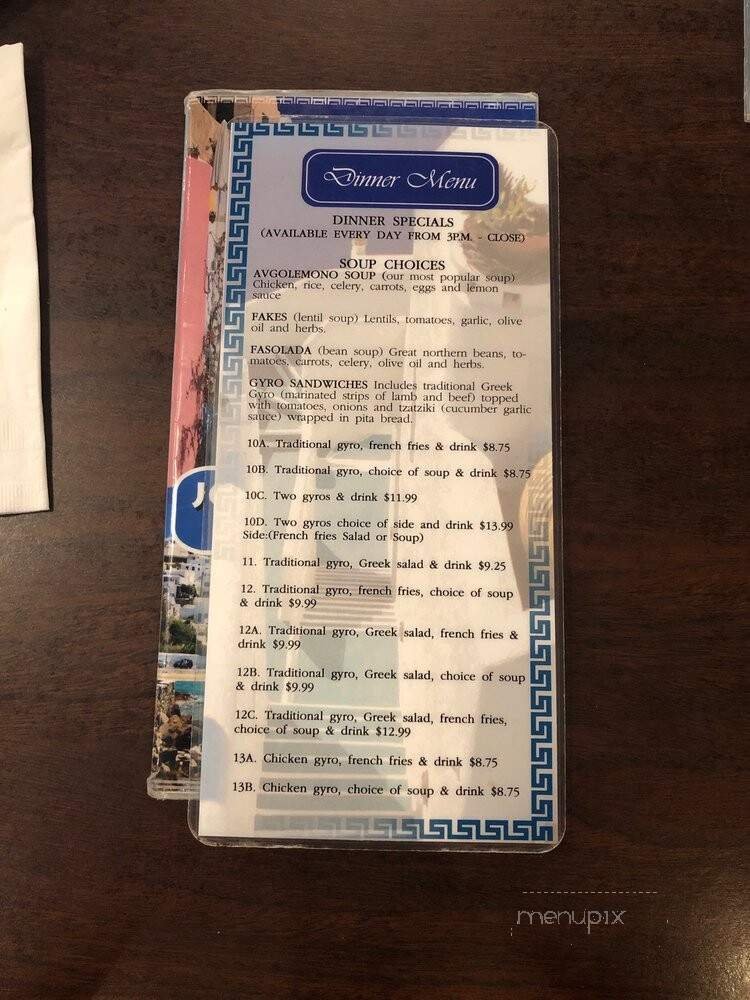 Dinner Menu
DINNER SPECIALS
(AVAILABLE EVERY DAY FROM 3P.M. - CLOSE)
SOUP CHOICES
AVGOLEMONO SOUP (our most popular soup)
Chicken, rice, celery, carrots, eggs and lemon
sauce
FAKES (lentil soup) Lentils, tomatoes, garlic, olive
oil and herbs.
FASOLADA (bean soup) Great northern beans, to-
matoes, carrots, celery, olive oil and herbs.
GYRO SANDWICHES Includes traditional Greek
Gyro (marinated strips of lamb and beef) topped
with tomatoes, onions and tzatziki (cucumber garlic
sauce) wrapped in pita bread.
10A. Traditional gyro, french fries & drink $8.75
10B. Traditional gyro, choice of soup & drink $8.75
10C. Two gyros & drink $11.99
10D. Two gyros choice of side and drink $13.99
Side:(French fries Salad or Soup)
11. Traditional gyro, Greek salad & drink $9.25
12. Traditional gyro, french fries, choice of soup
& drink $9.99
12A. Traditional gyro, Greek salad, french fries &
drink $9.99
12B. Traditional gyro, Greek salad, choice of soup
& drink $9.99
12C. Traditional gyro, Greek salad, french fries,
choice of soup & drink $12.99
13A. Chicken gyro, french fries & drink $8.75
13B. Chicken gyro, choice of soup & drink $8.75
menupix